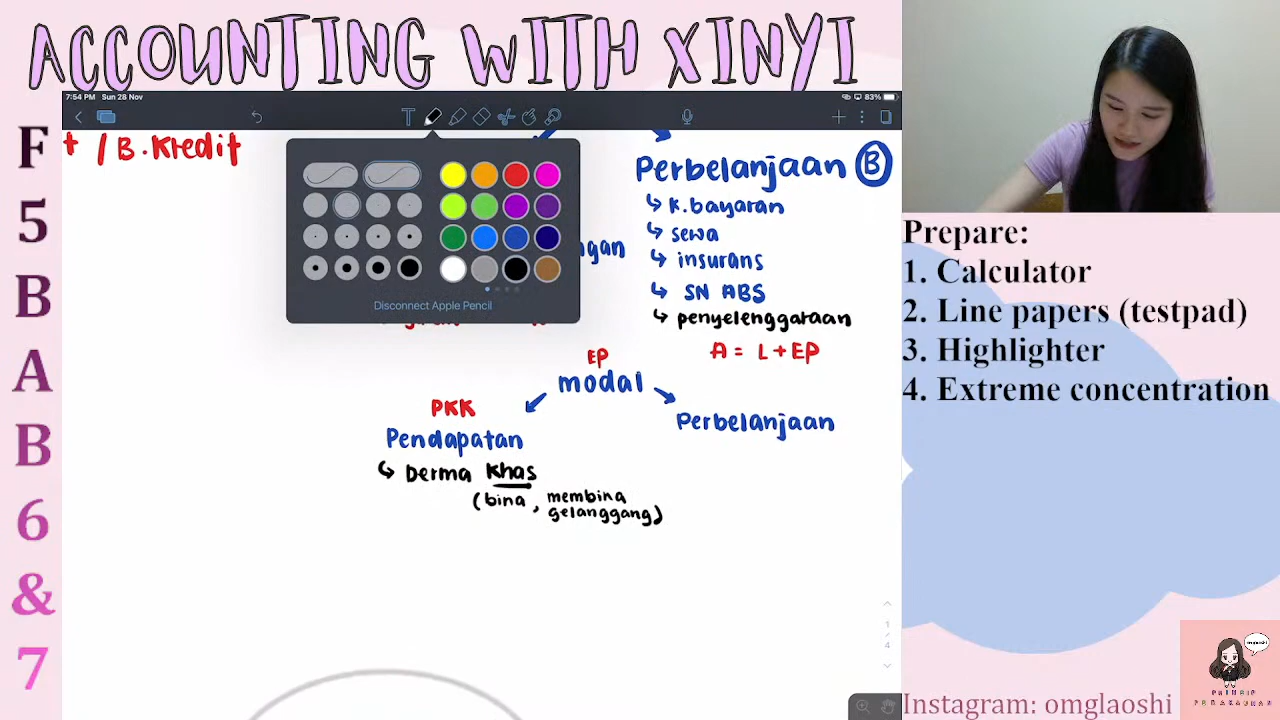 ACCOUNTING WITH XINYI
F
5
B
A
B
6
&
7
7:54 PM Sun 28 Nov
83%
T
/ B. Kredit
Disconnect Apple Pencil
Perbelanjaan B
↳ K. bayaran
↳ sewa
↳ insurans
↳ SN ABS
↳ penyelenggaraan
A = L + EP
EP
modal
PKK
Pendapatan
Perbelanjaan
↳ Derma khas
(bina, membina
gelanggang)
1
/
4
Prepare:
1. Calculator
2. Line papers (testpad)
3. Highlighter
4. Extreme concentration
Instagram: omglaoshi